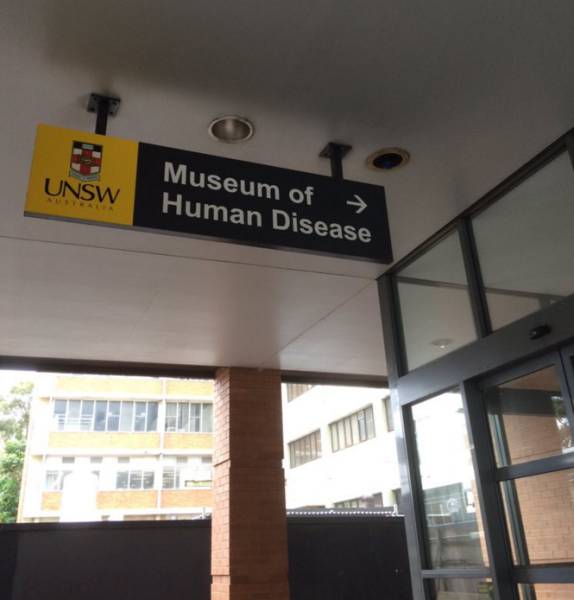 UNSW
AUSTRALIA
Museum of
Human Disease